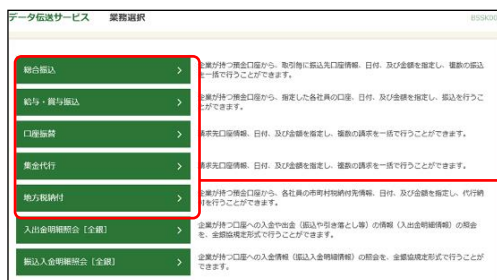 データ伝送サービス 業務選択
BSSK00
総合振込
企業が持つ預金口座から、取引毎に振込先口座情報、日付、及び金額を指定し、複数の振込
を一括で行うことができます。
給与・賞与振込
企業が持つ預金口座から、指定した各社員の口座、日付、及び金額を指定し、振込を行うこ
とができます。
口座振替
請求先口座情報、日付、及び金額を指定し、複数の請求を一括で行うことができます。
集金代行
請求先口座情報、日付、及び金額を指定し、複数の請求を一括で行うことができます。
地方税納付
企業が持つ預金口座から、各社員の市町村税納付先情報、日付、及び金額を指定し、代行納
付を行うことができます。
入出金明細照会［全銀］
企業が持つ口座への入金や出金（振込や引き落とし等）の情報（入出金明細情報）の照会
を、全銀協規定形式で行うことができます。
振込入金明細照会［全銀］
企業が持つ口座への入金情報（振込入金明細情報）の照会を、全銀協規定形式で行うことが
できます。